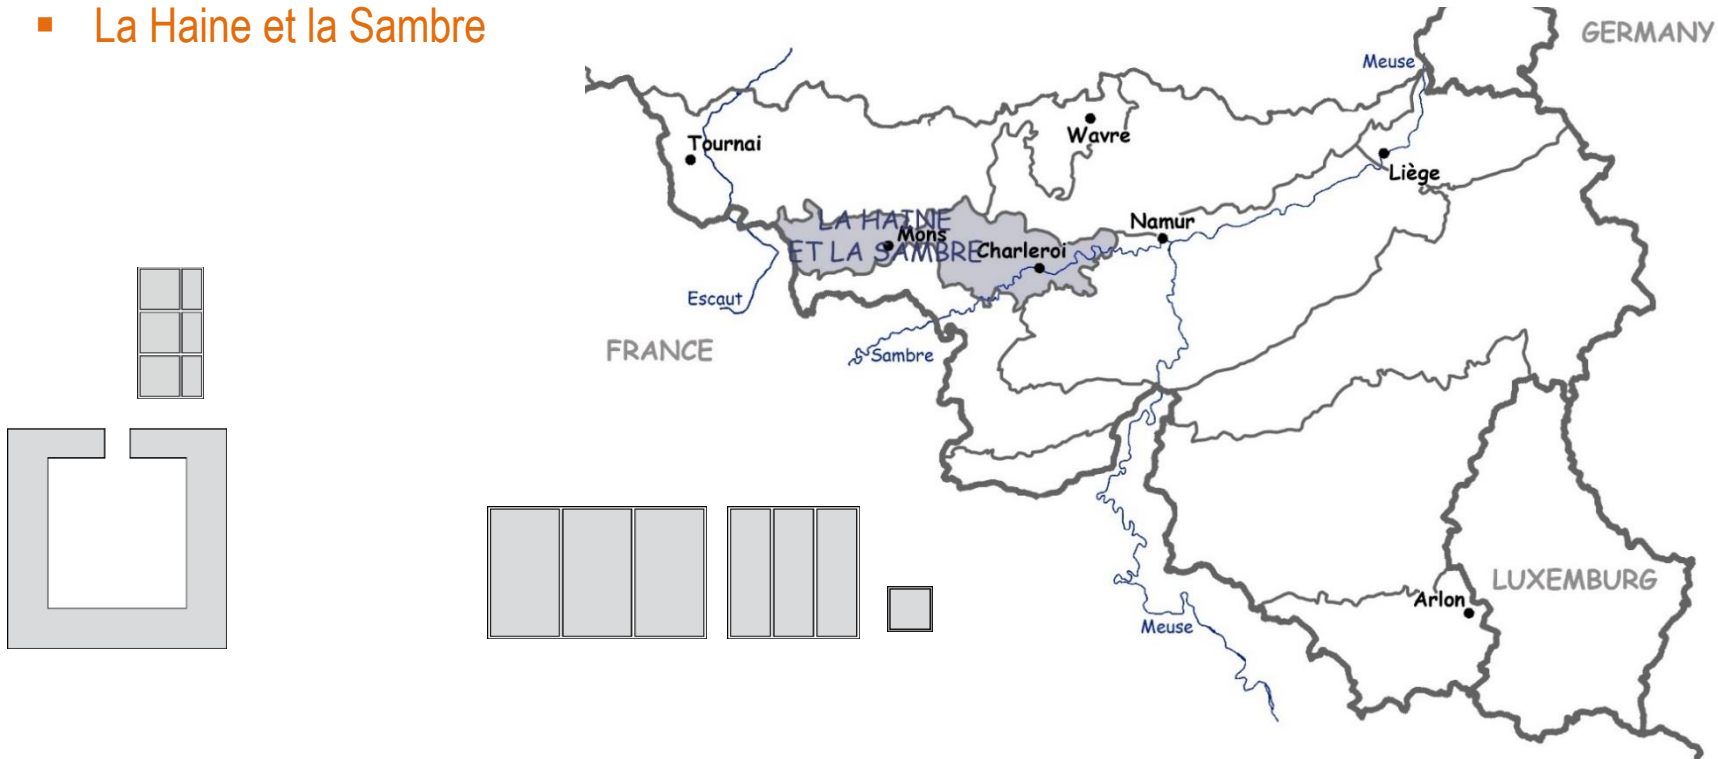 ▪ La Haine et la Sambre
GERMANY
Meuse
Wavre
Tournai
Liège
LA HAINE
ET LA SAMBRE
Mons
Namur
Charleroi
Escaut
FRANCE
Sambre
LUXEMBURG
Arlon
Meuse